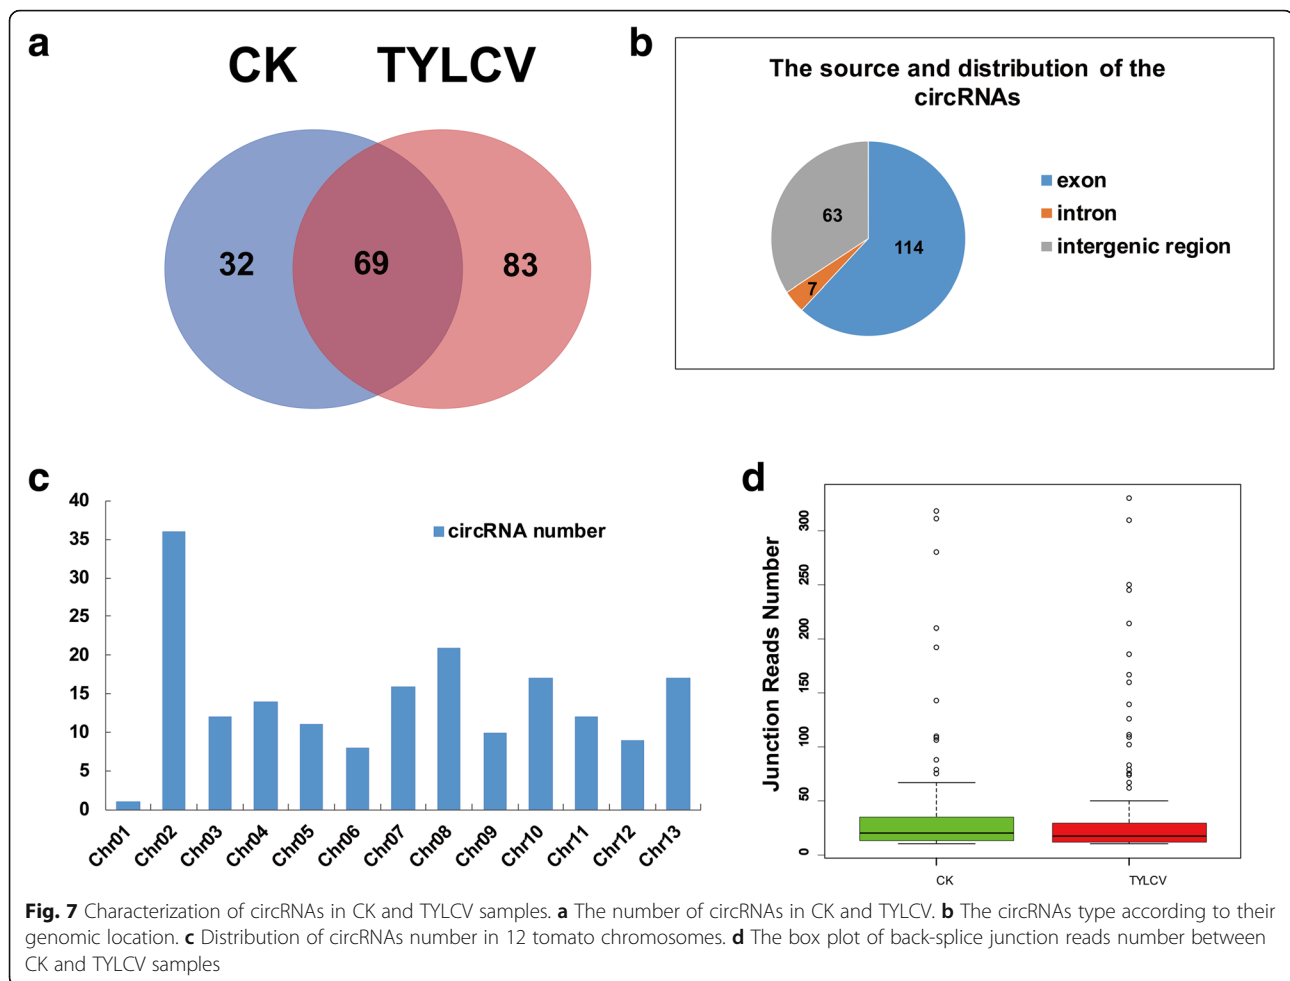 a
CK TYLCV
32 69 83
b
The source and distribution of the
circRNAs
63
114
7
exon
intron
intergenic region
c
40
35
30
25
20
15
10
5
0
circRNA number
Chr01 Chr02 Chr03 Chr04 Chr05 Chr06 Chr07 Chr08 Chr09 Chr10 Chr11 Chr12 Chr13
d
Junction Reads Number
300
250
200
150
100
50
0
CK TYLCV
Fig. 7 Characterization of circRNAs in CK and TYLCV samples. a The number of circRNAs in CK and TYLCV. b The circRNAs type according to their
genomic location. c Distribution of circRNAs number in 12 tomato chromosomes. d The box plot of back-splice junction reads number between
CK and TYLCV samples